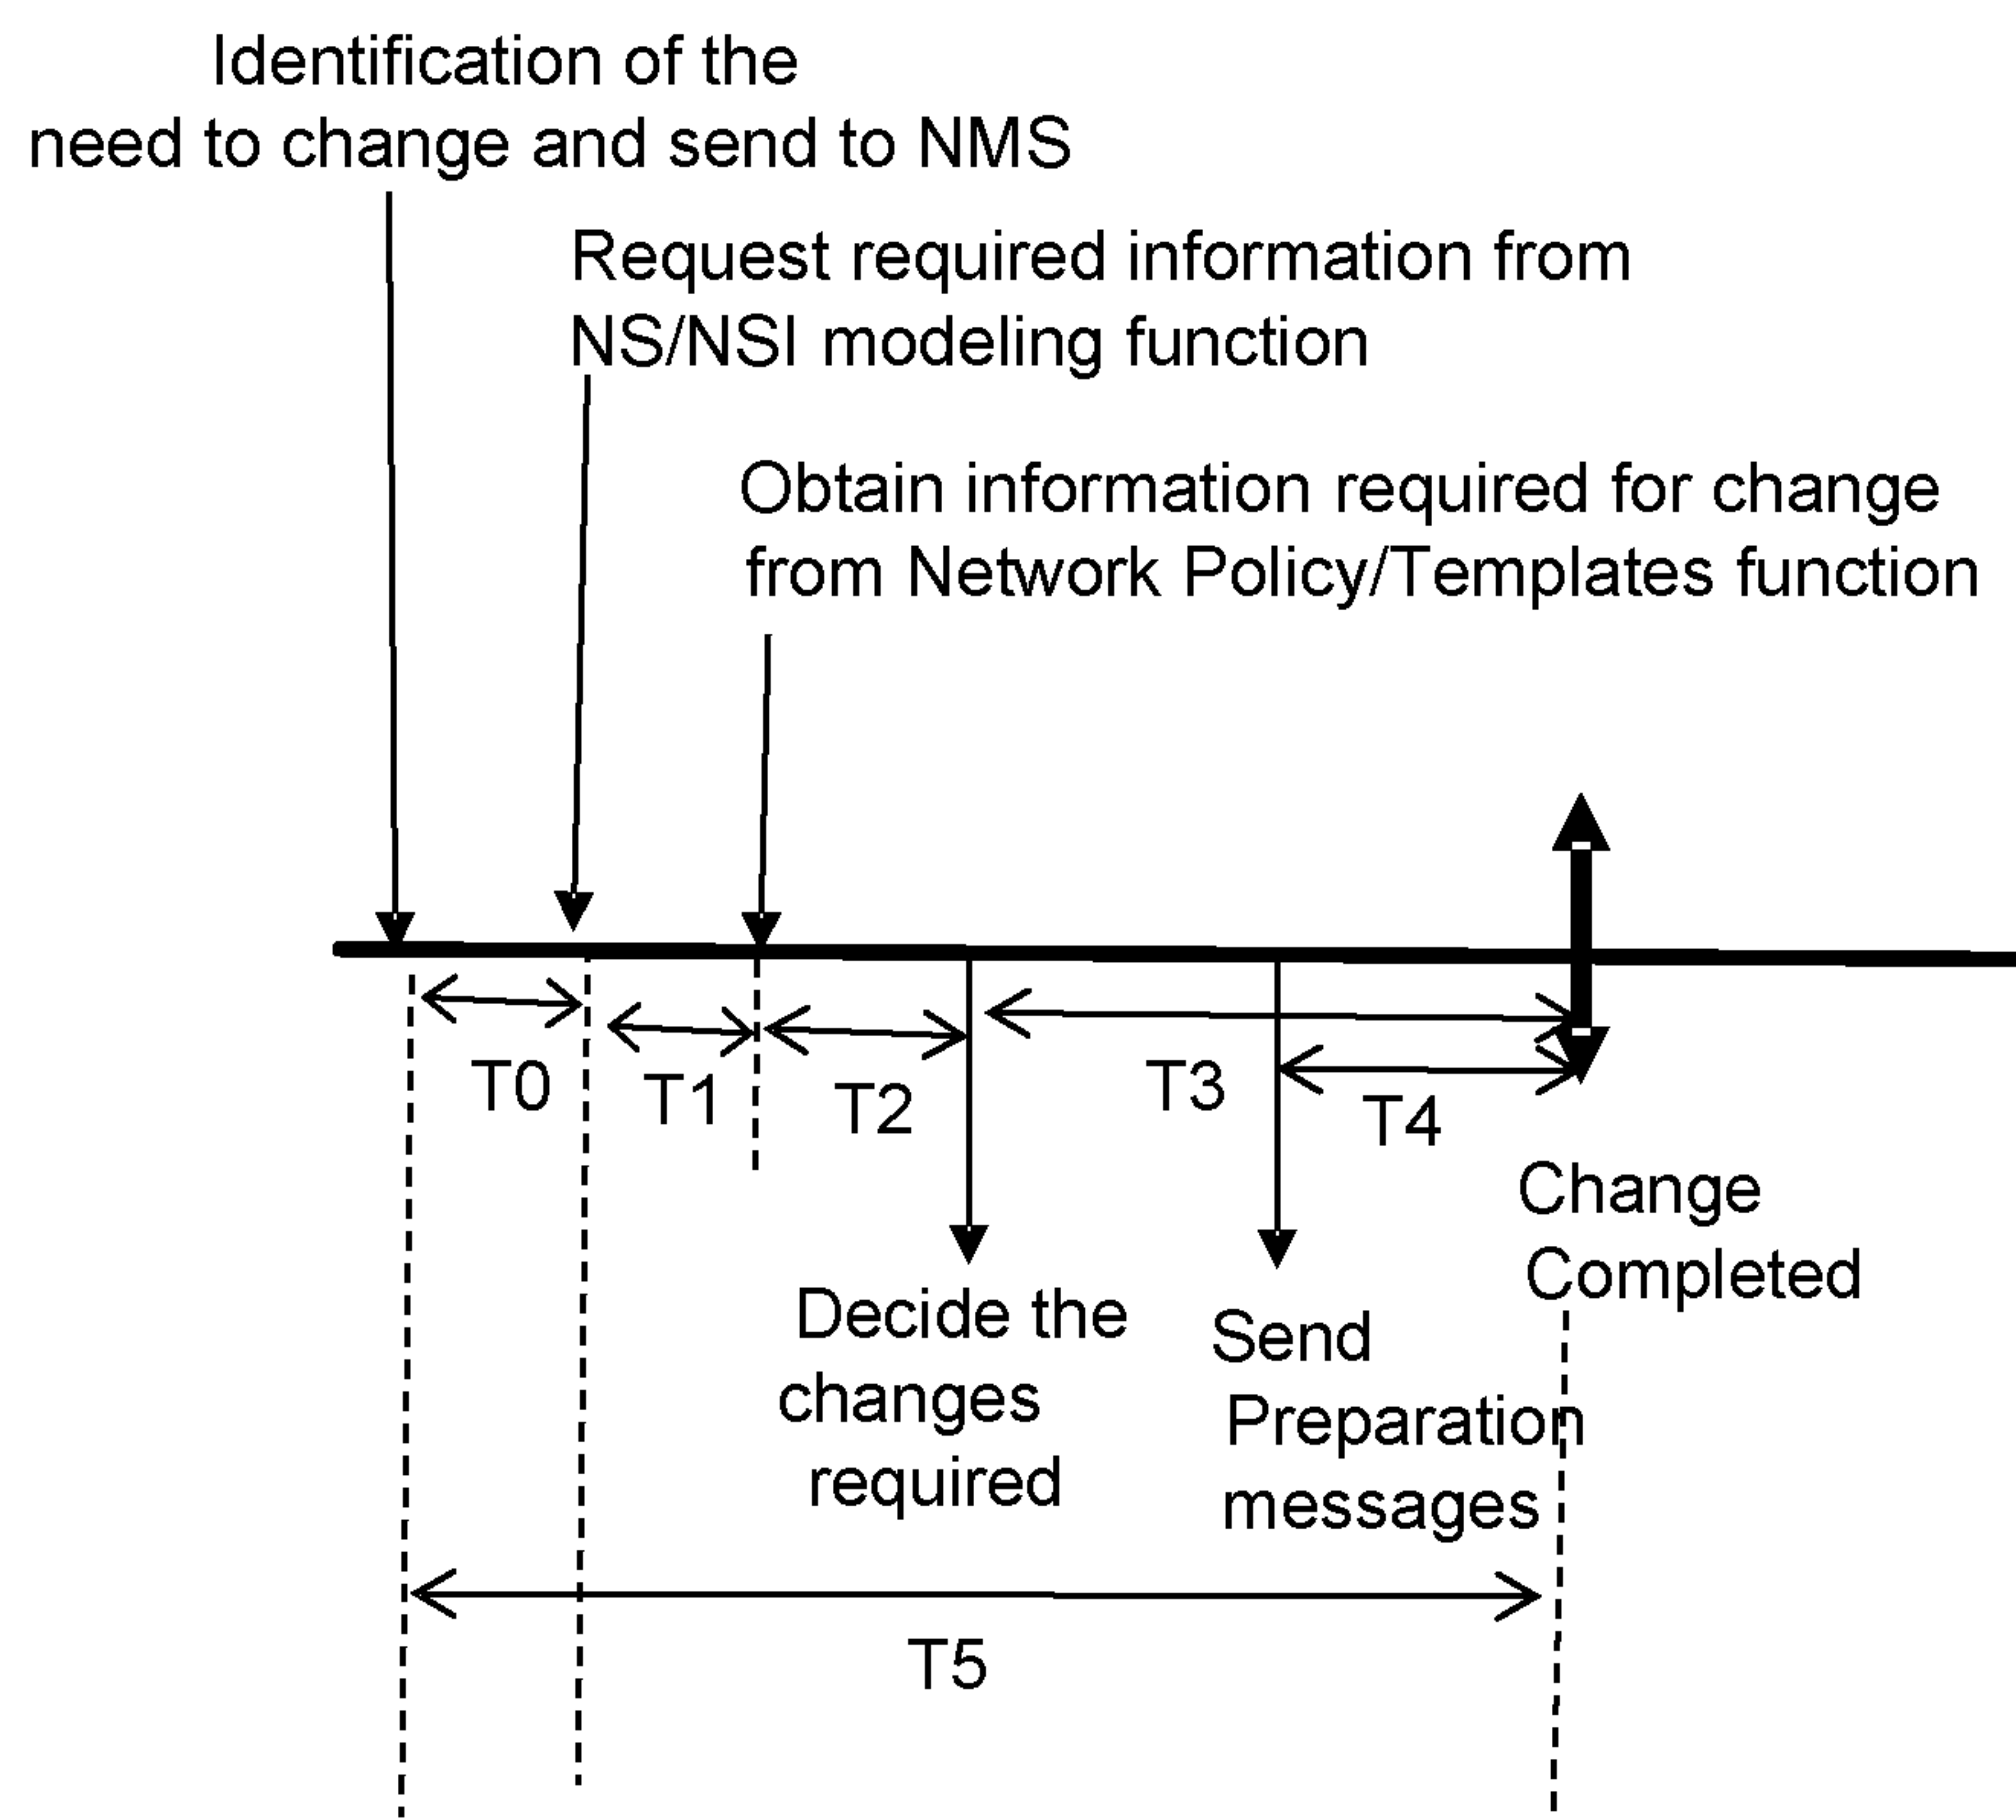 Identification of the
need to change and send to NMS
Request required information from
NS/NSI modeling function
Obtain information required for change
from Network Policy/Templates function
T0
T1
T2
T3
T4
Change
Completed
Decide the
changes
required
Send
Preparation
messages
T5